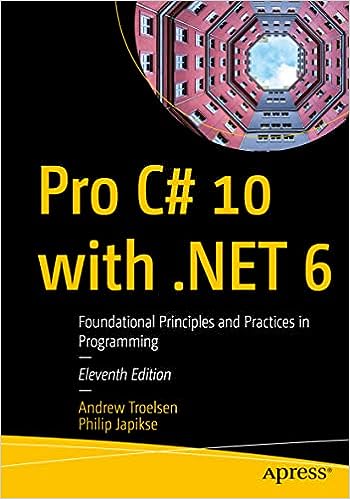 Pro C# 10
with .NET 6
Foundational Principles and Practices in
Programming
—
Eleventh Edition
—
Andrew Troelsen
Philip Japikse
Apress®